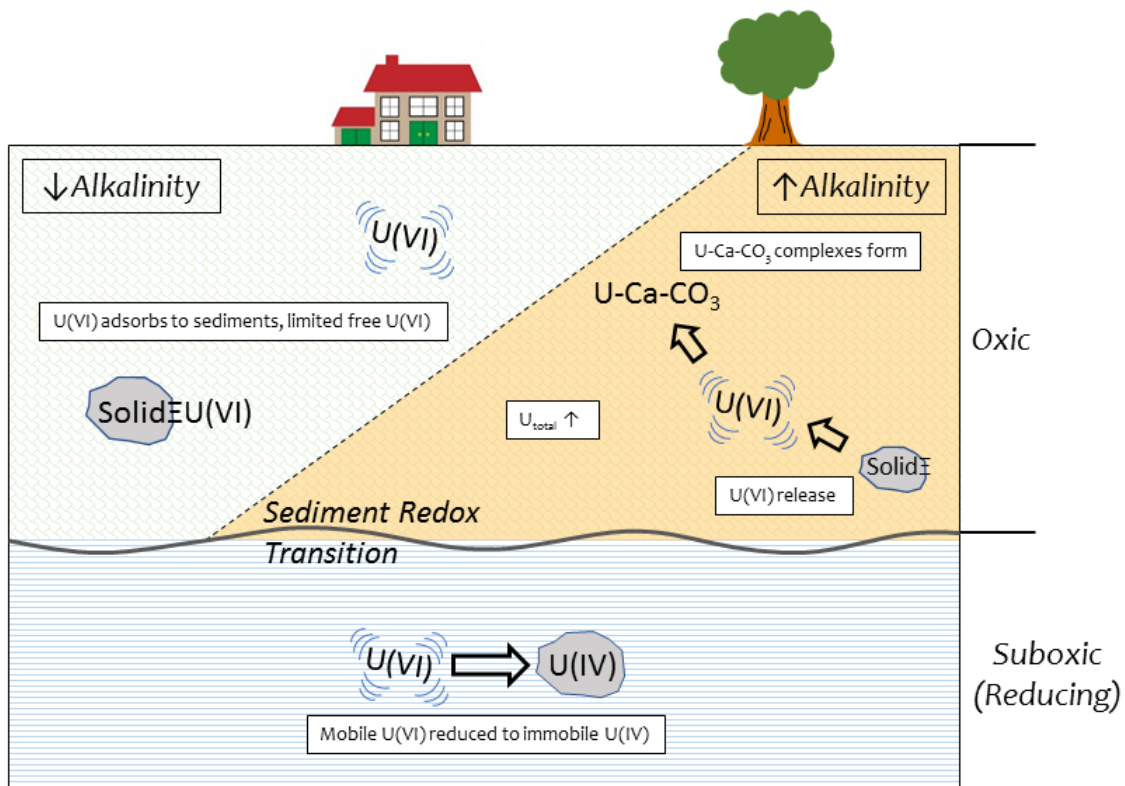 ↓Alkalinity
↑Alkalinity
U(VI)
U-Ca-CO₃ complexes form
U-Ca-CO₃
U(VI) adsorbs to sediments, limited free U(VI)
Oxic
SolidΞU(VI)
U(VI)
U_total ↑
SolidΞ
U(VI) release
Sediment Redox
Transition
U(VI)
U(IV)
Suboxic
(Reducing)
Mobile U(VI) reduced to immobile U(IV)